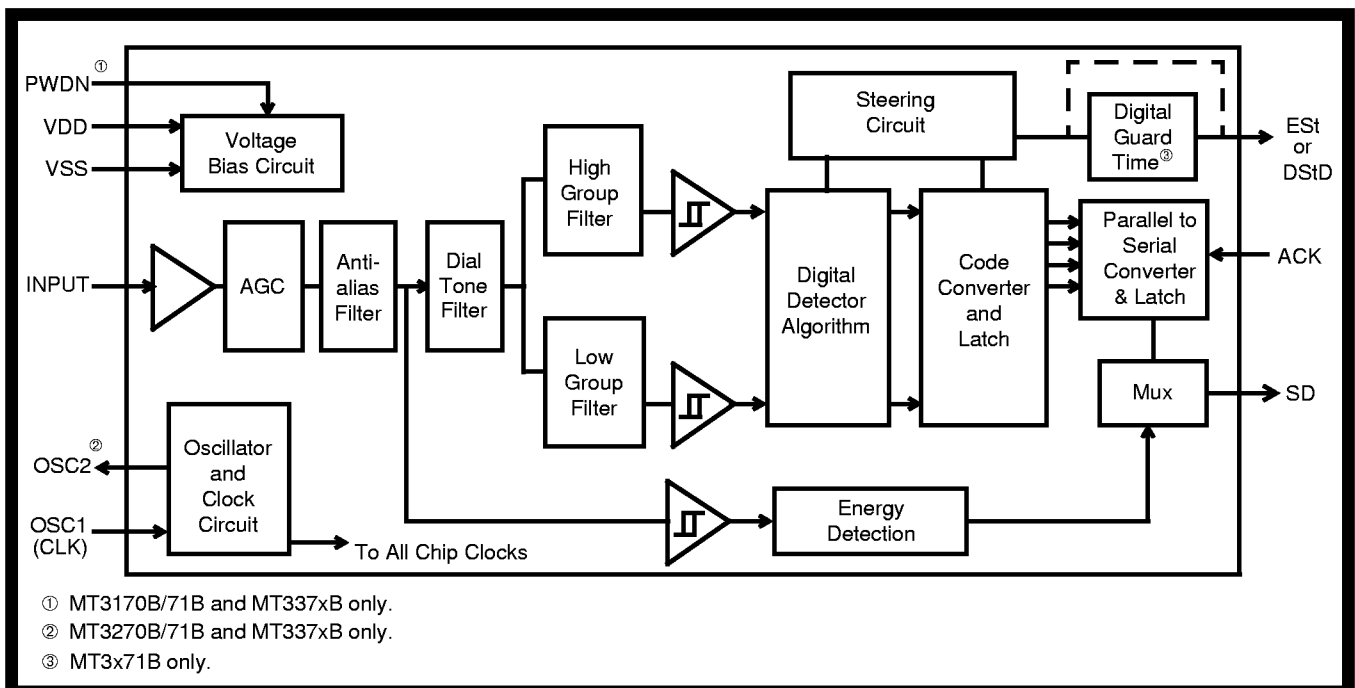 PWDN①
VDD
VSS
Voltage
Bias Circuit
INPUT
AGC
Anti-
alias
Filter
Dial
Tone
Filter
High
Group
Filter
Low
Group
Filter
Digital
Detector
Algorithm
Steering
Circuit
Code
Converter
and
Latch
Digital
Guard
Time③
ESt
or
DStD
Parallel to
Serial
Converter
& Latch
ACK
Mux
SD
OSC2②
OSC1
(CLK)
Oscillator
and
Clock
Circuit
To All Chip Clocks
Energy
Detection
① MT3170B/71B and MT337xB only.
② MT3270B/71B and MT337xB only.
③ MT3x71B only.